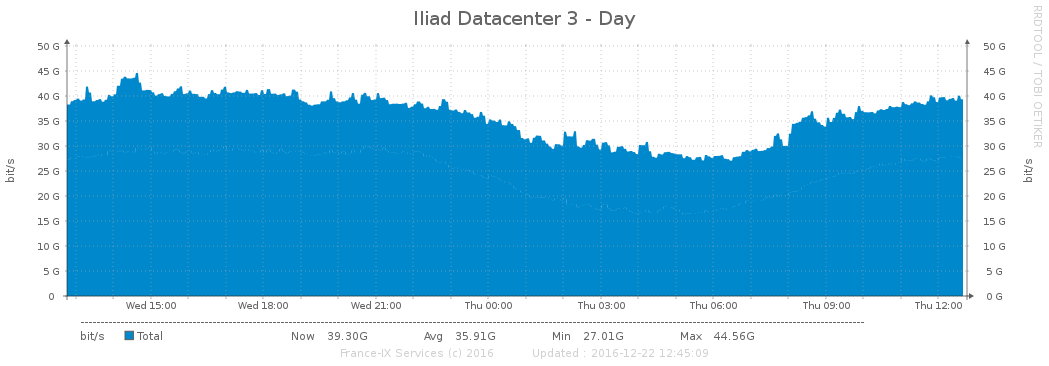 Iliad Datacenter 3 - Day
RRDTOOL / TOBI OETIKER
50 G 50 G
45 G 45 G
40 G 40 G
35 G 35 G
30 G 30 G
25 G 25 G
20 G 20 G
15 G 15 G
10 G 10 G
5 G 5 G
0 0 G
bit/s bit/s
Wed 15:00 Wed 18:00 Wed 21:00 Thu 00:00 Thu 03:00 Thu 06:00 Thu 09:00 Thu 12:00
bit/s Total Now 39.30G Avg 35.91G Min 27.01G Max 44.56G
France-IX Services (c) 2016 Updated : 2016-12-22 12:45:09